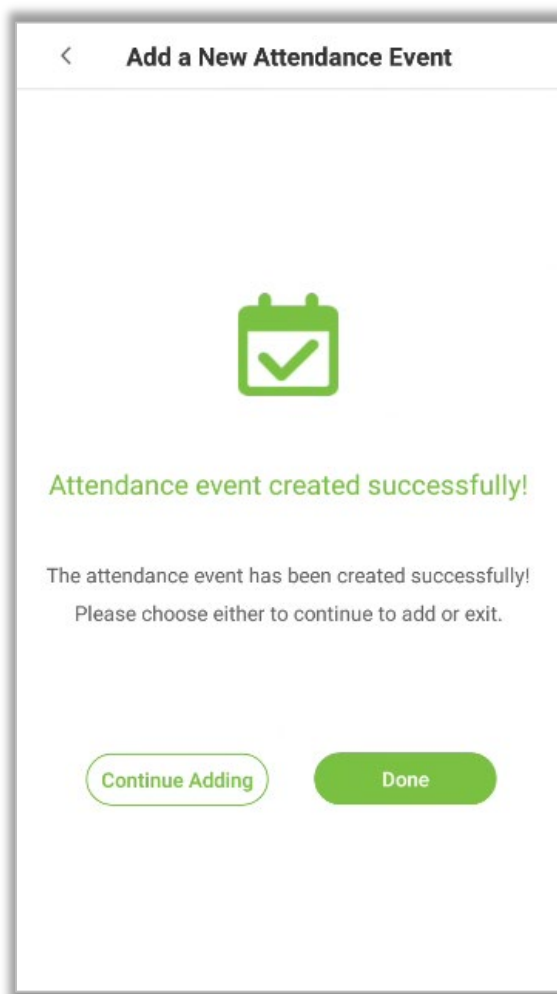 Add a New Attendance Event
Attendance event created successfully!
The attendance event has been created successfully!
Please choose either to continue to add or exit.
Continue Adding
Done